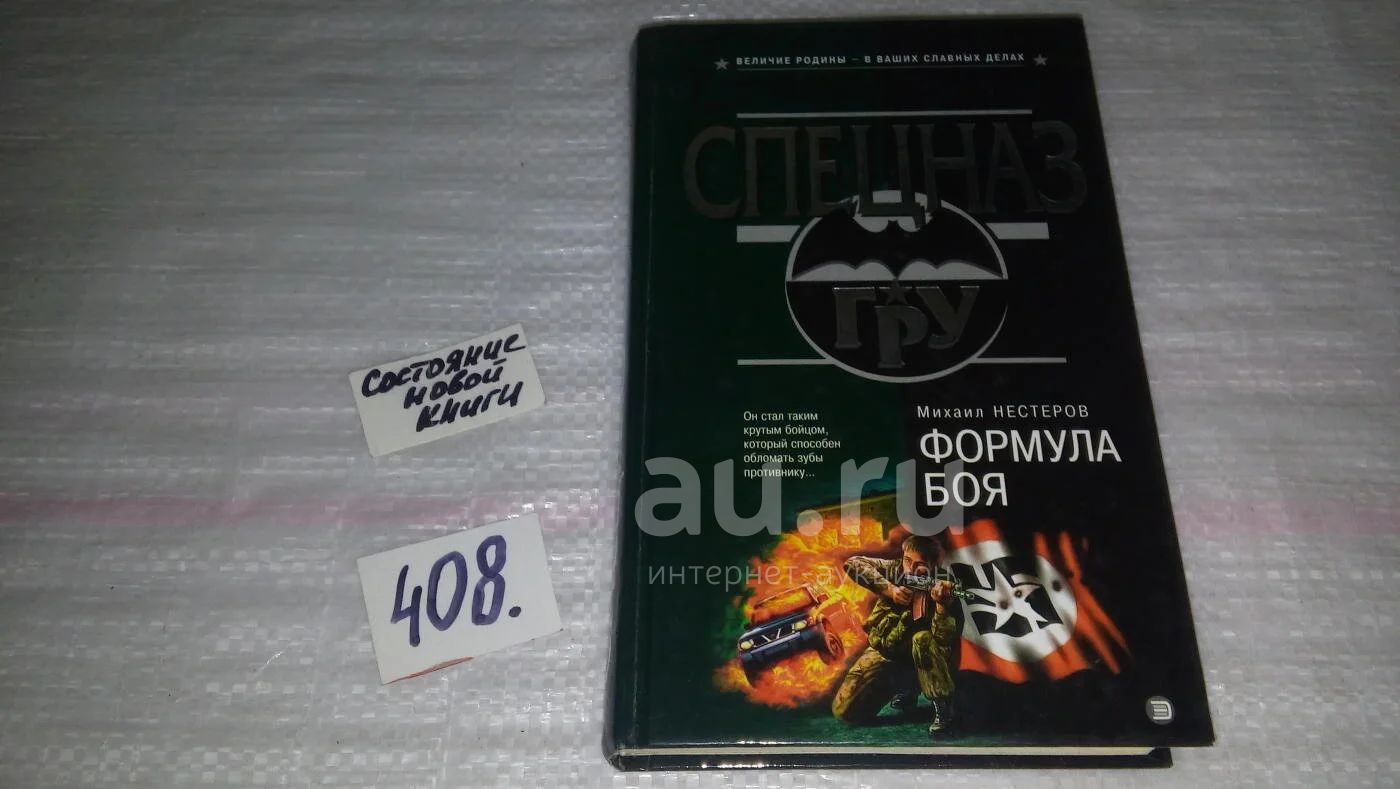 ★ ВЕЛИЧИЕ РОДИНЫ – В ВАШИХ СЛАВНЫХ ДЕЛАХ ★
СПЕЦНАЗ
ГРУ
Он стал таким
крутым бойцом,
который способен
обломать зубы
противнику...
Михаил НЕСТЕРОВ
ФОРМУЛА
БОЯ
Состояние
новой
книги
408.
au.ru
интернет-аукцион